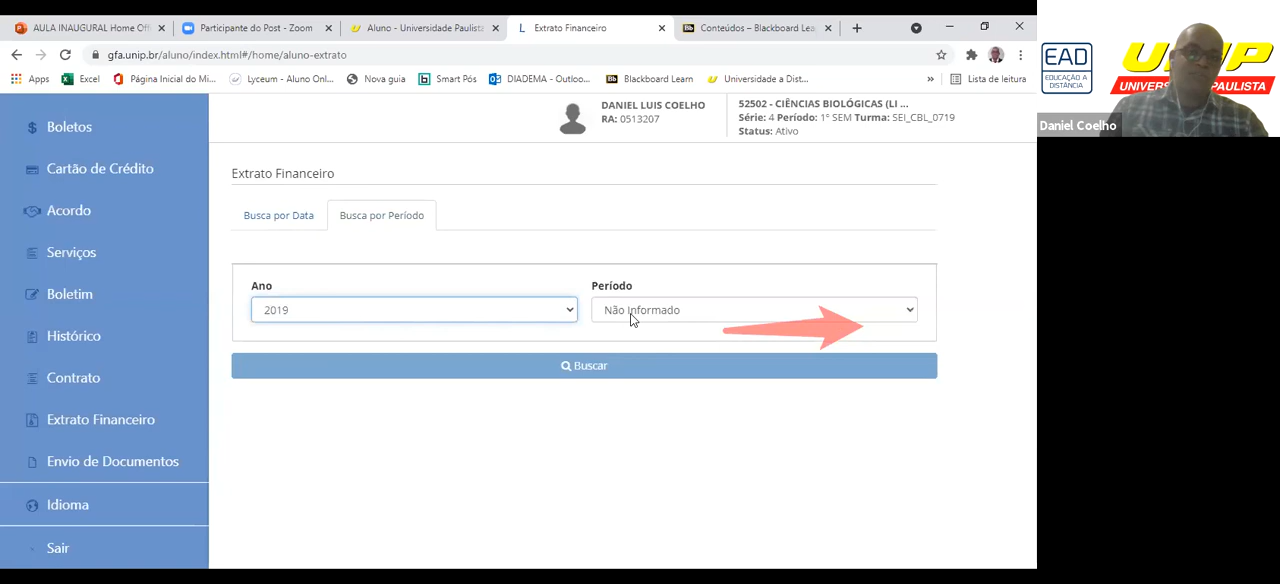 AULA INAUGURAL Home Offi
Participante do Post - Zoom
Aluno - Universidade Paulista
Extrato Financeiro
Conteúdos – Blackboard Lea
gfa.unip.br/aluno/index.html#/home/aluno-extrato
Apps
Excel
Página Inicial do Mi...
Lyceum - Aluno Onl...
Nova guia
Smart Pós
DIADEMA - Outloo...
Blackboard Learn
Universidade a Dist...
»
Lista de leitura
EAD
EDUCAÇÃO A
DISTÂNCIA
UNIP
Daniel Coelho
DANIEL LUIS COELHO
RA: 0513207
52502 - CIÊNCIAS BIOLÓGICAS (LI ...
Série: 4 Período: 1° SEM Turma: SEI_CBL_0719
Status: Ativo
Boletos
Cartão de Crédito
Acordo
Serviços
Boletim
Histórico
Contrato
Extrato Financeiro
Envio de Documentos
Idioma
Sair
Extrato Financeiro
Busca por Data
Busca por Período
Ano
Período
2019
Não Informado
Buscar